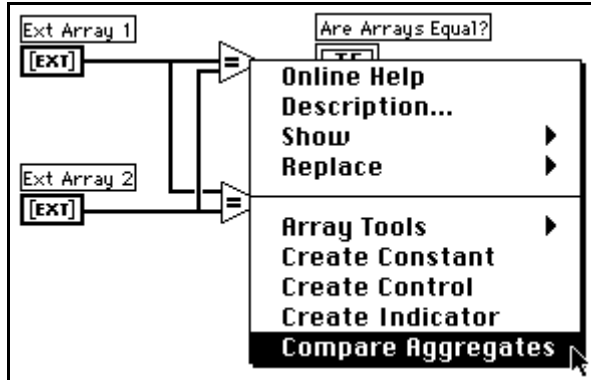 Ext Array 1
[EXT]
Are Arrays Equal?
=
Online Help
Description...
Show
Replace
Ext Array 2
[EXT]
=
Array Tools
Create Constant
Create Control
Create Indicator
Compare Aggregates